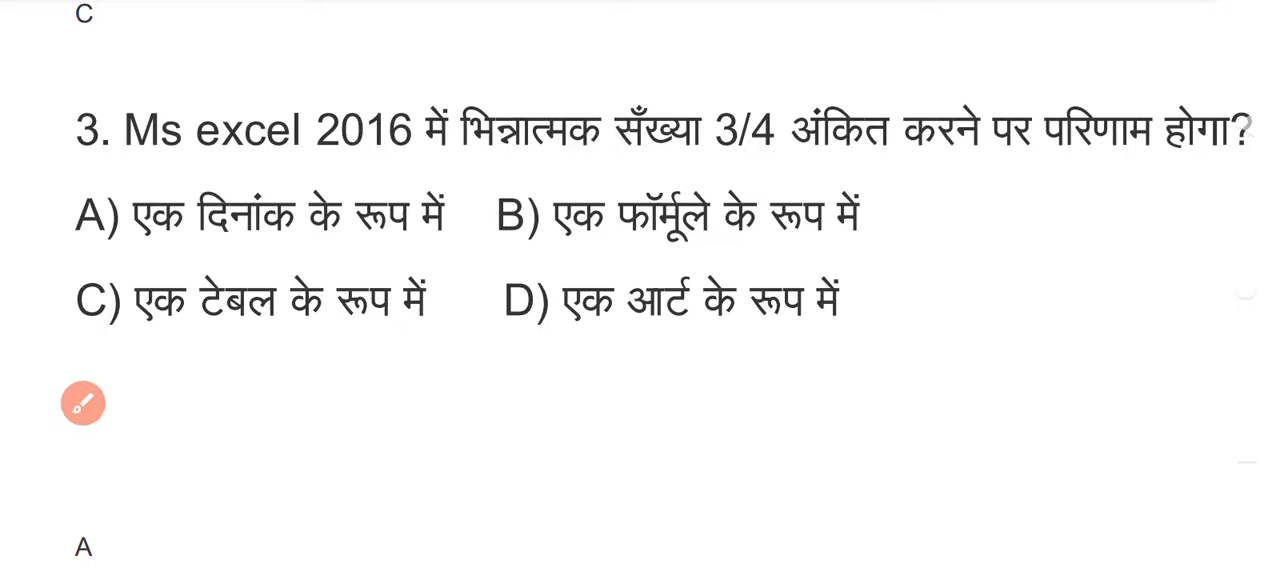 C
3. Ms excel 2016 में भिन्नात्मक सँख्या 3/4 अंकित करने पर परिणाम होगा?
A) एक दिनांक के रूप में B) एक फॉर्मूले के रूप में
C) एक टेबल के रूप में D) एक आर्ट के रूप में
A